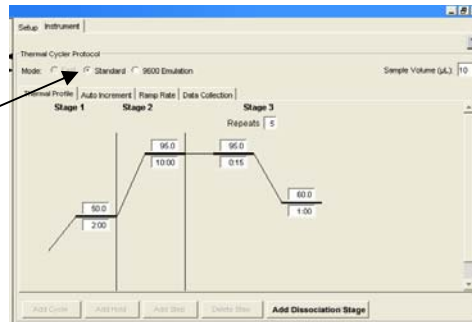 Setup Instrument
Thermal Cycler Protocol
Mode: Standard 9600 Emulation Sample Volume (µL): 10
Thermal Profile Auto Increment Ramp Rate Data Collection
Stage 1 Stage 2 Stage 3
Repeats 5
95.0 95.0
10:00 0:15
60.0
1:00
50.0
2:00
Add Cycle Add Hold Add Step Delete Step Add Dissociation Stage